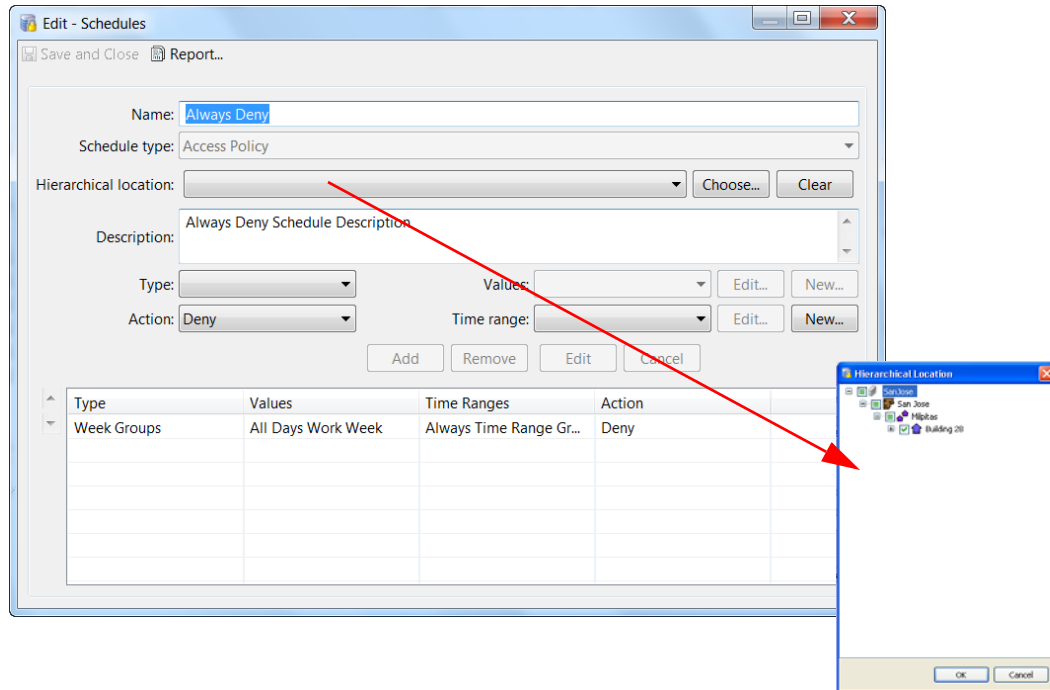 Edit - Schedules
Save and Close Report...
Name: Always Deny
Schedule type: Access Policy
Hierarchical location: Choose... Clear
Description: Always Deny Schedule Description
Type: Values: Edit... New...
Action: Deny Time range: Edit... New...
Add Remove Edit Cancel
Type Values Time Ranges Action
Week Groups All Days Work Week Always Time Range Gr... Deny
Hierarchical Location
SanJose
San Jose
Milpitas
Building 20
OK Cancel